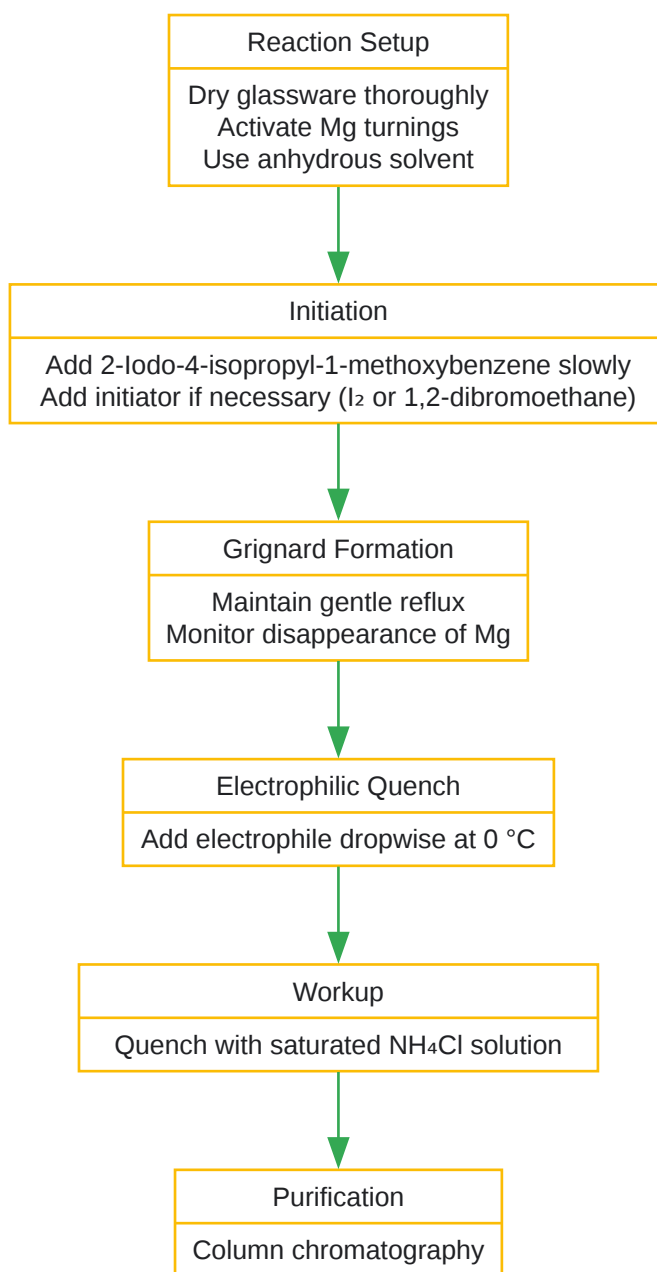 Reaction Setup
Dry glassware thoroughly
Activate Mg turnings
Use anhydrous solvent
Initiation
Add 2-Iodo-4-isopropyl-1-methoxybenzene slowly
Add initiator if necessary (I₂ or 1,2-dibromoethane)
Grignard Formation
Maintain gentle reflux
Monitor disappearance of Mg
Electrophilic Quench
Add electrophile dropwise at 0 °C
Workup
Quench with saturated NH₄Cl solution
Purification
Column chromatography